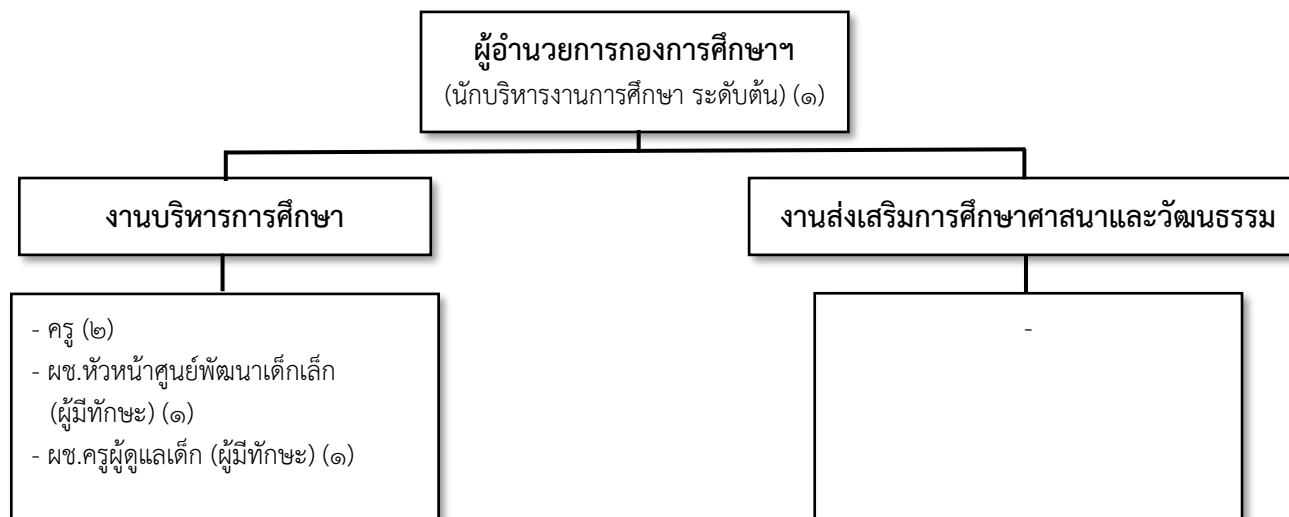 ผู้อำนวยการกองการศึกษาฯ
(นักบริหารงานการศึกษา ระดับต้น) (๑)
งานบริหารการศึกษา
งานส่งเสริมการศึกษาศาสนาและวัฒนธรรม
- ครู (๒)
- ผช.หัวหน้าศูนย์พัฒนาเด็กเล็ก
(ผู้มีทักษะ) (๑)
- ผช.ครูผู้ดูแลเด็ก (ผู้มีทักษะ) (๑)
-